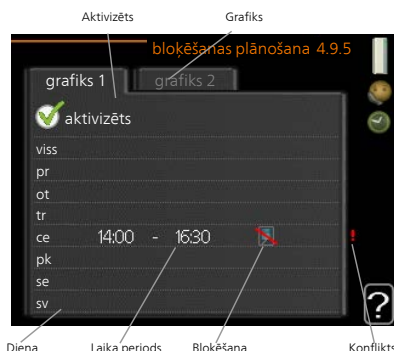 Aktivizēts Grafiks
bloķēšanas plānošana 4.9.5
grafiks 1 grafiks 2
aktivizēts
viss
pr
ot
tr
ce 14:00 - 16:30 !
pk
se
sv
?
Diena Laika periods Bloķēšana Konflikts